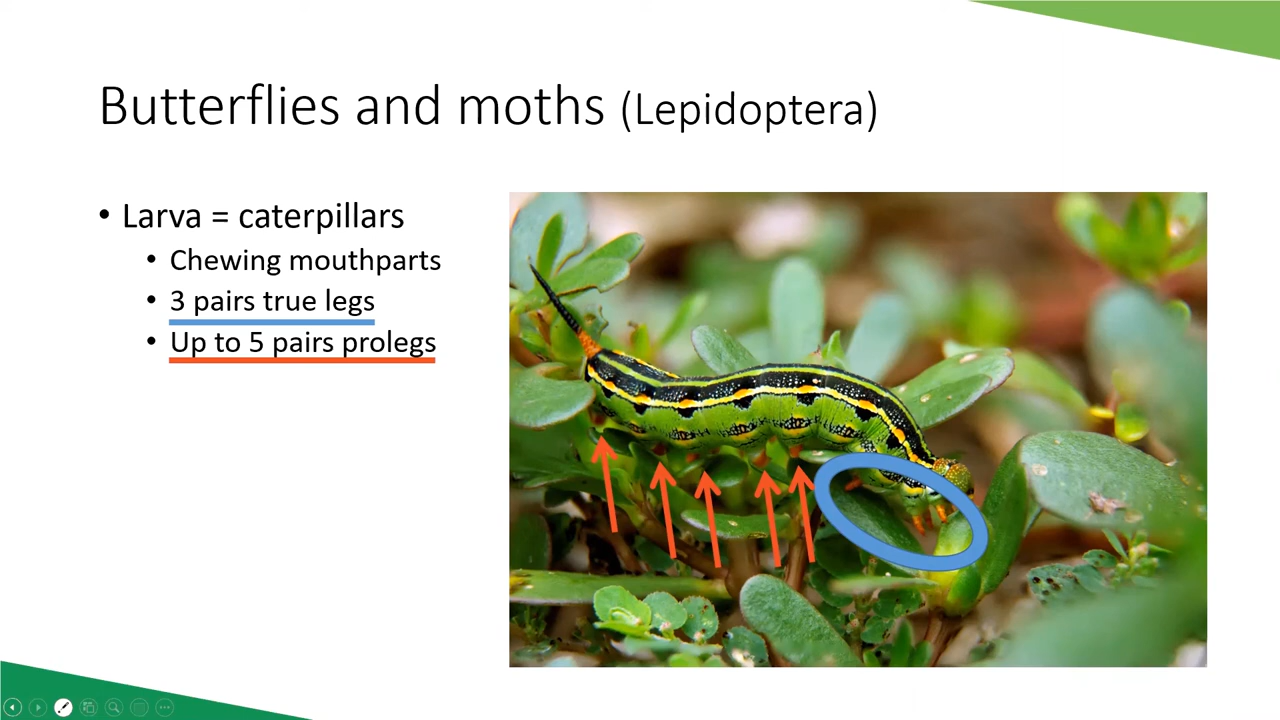 Butterflies and moths (Lepidoptera)
• Larva = caterpillars
• Chewing mouthparts
• 3 pairs true legs
• Up to 5 pairs prolegs